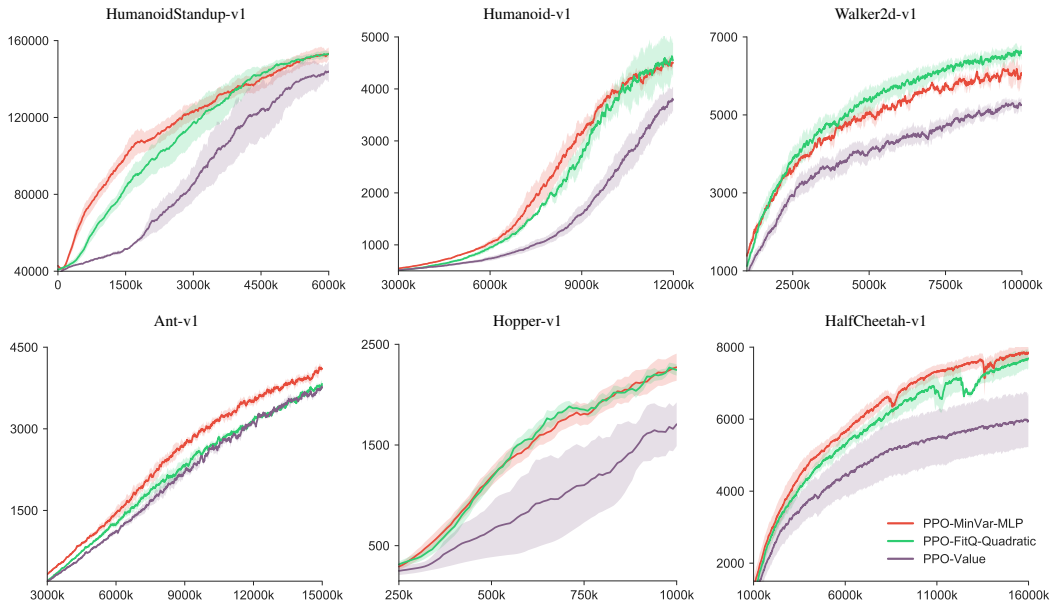 HumanoidStandup-v1 Humanoid-v1 Walker2d-v1
160000 5000 7000
120000 4000 5000
80000 3000 3000
40000 2000 1000
1000
0 1500k 3000k 4500k 6000k 3000k 6000k 9000k 12000k 2500k 5000k 7500k 10000k
Ant-v1 Hopper-v1 HalfCheetah-v1
4500 2500 8000
3000 1500 6000
1500 500 4000
2000
PPO-MinVar-MLP
PPO-FitQ-Quadratic
PPO-Value
3000k 6000k 9000k 12000k 15000k 250k 500k 750k 1000k 1000k 6000k 11000k 16000k